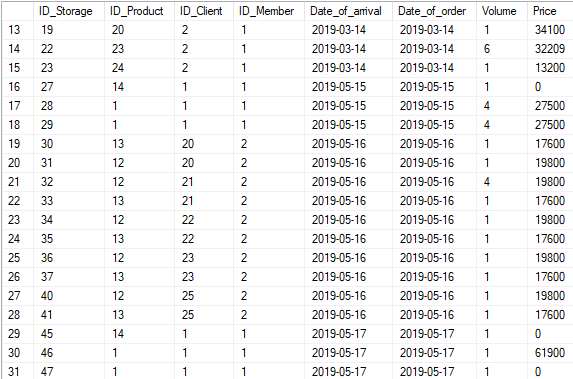 ID_Storage ID_Product ID_Client ID_Member Date_of_arrival Date_of_order Volume Price
13 19 20 2 1 2019-03-14 2019-03-14 1 34100
14 22 23 2 1 2019-03-14 2019-03-14 6 32209
15 23 24 2 1 2019-03-14 2019-03-14 1 13200
16 27 14 1 1 2019-05-15 2019-05-15 1 0
17 28 1 1 1 2019-05-15 2019-05-15 4 27500
18 29 1 1 1 2019-05-15 2019-05-15 4 27500
19 30 13 20 2 2019-05-16 2019-05-16 1 17600
20 31 12 20 2 2019-05-16 2019-05-16 1 19800
21 32 12 21 2 2019-05-16 2019-05-16 4 19800
22 33 13 21 2 2019-05-16 2019-05-16 1 17600
23 34 12 22 2 2019-05-16 2019-05-16 1 19800
24 35 13 22 2 2019-05-16 2019-05-16 1 17600
25 36 12 23 2 2019-05-16 2019-05-16 1 19800
26 37 13 23 2 2019-05-16 2019-05-16 1 17600
27 40 12 25 2 2019-05-16 2019-05-16 1 19800
28 41 13 25 2 2019-05-16 2019-05-16 1 17600
29 45 14 1 1 2019-05-17 2019-05-17 1 0
30 46 1 1 1 2019-05-17 2019-05-17 1 61900
31 47 1 1 1 2019-05-17 2019-05-17 1 0